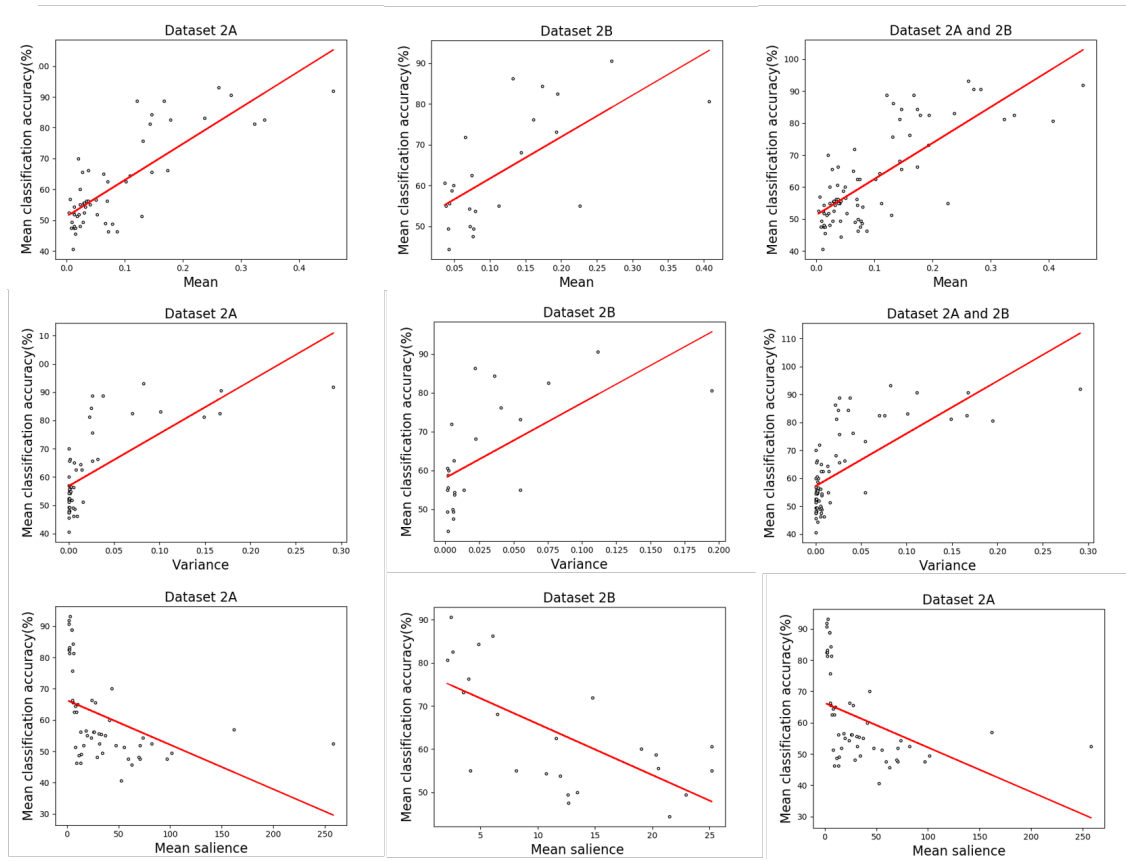 Dataset 2A
Mean classification accuracy(%)
100
90
80
70
60
50
40
0.0 0.1 0.2 0.3 0.4
Mean
Dataset 2B
Mean classification accuracy(%)
90
80
70
60
50
0.05 0.10 0.15 0.20 0.25 0.30 0.35 0.40
Mean
Dataset 2A and 2B
Mean classification accuracy(%)
100
90
80
70
60
50
40
0.0 0.1 0.2 0.3 0.4
Mean
Dataset 2A
Mean classification accuracy(%)
10
00
90
80
70
60
50
40
0.00 0.05 0.10 0.15 0.20 0.25 0.30
Variance
Dataset 2B
Mean classification accuracy(%)
90
80
70
60
50
0.000 0.025 0.050 0.075 0.100 0.125 0.150 0.175 0.200
Variance
Dataset 2A and 2B
Mean classification accuracy(%)
110
100
90
80
70
60
50
40
0.00 0.05 0.10 0.15 0.20 0.25 0.30
Variance
Dataset 2A
Mean classification accuracy(%)
90
80
70
60
50
40
30
0 50 100 150 200 250
Mean salience
Dataset 2B
Mean classification accuracy(%)
90
80
70
60
50
5 10 15 20 25
Mean salience
Dataset 2A
Mean classification accuracy(%)
90
80
70
60
50
40
30
0 50 100 150 200 250
Mean salience